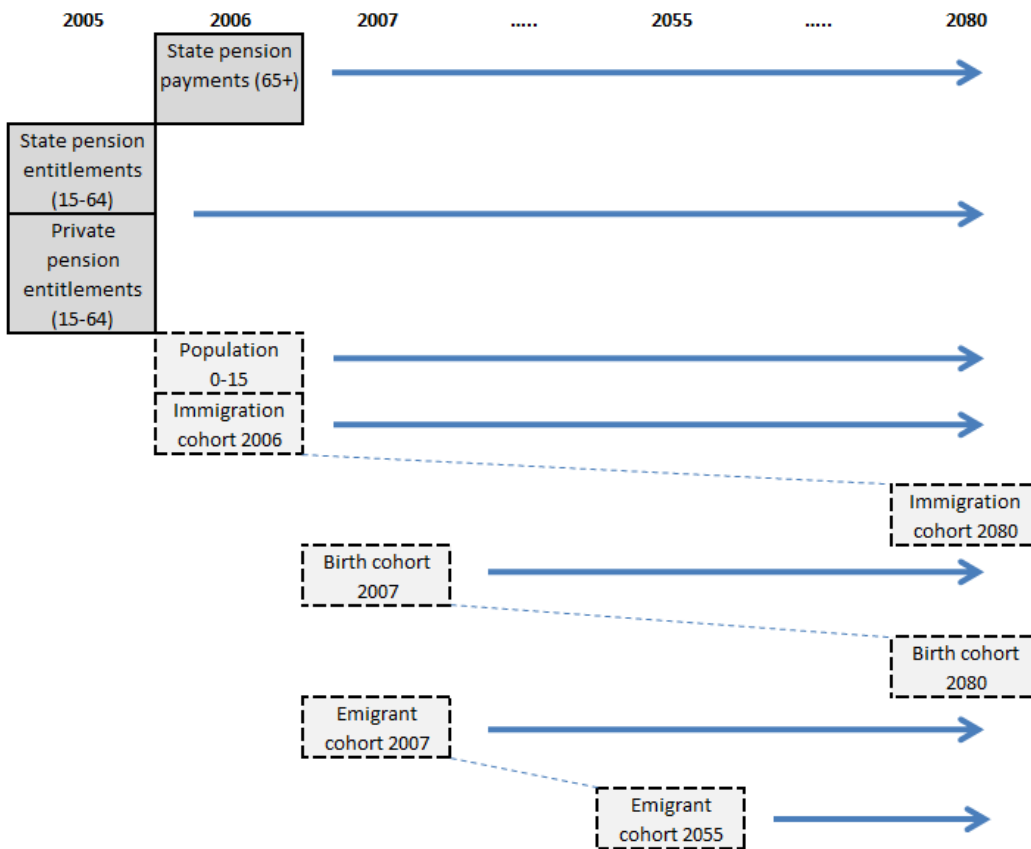 2005 2006 2007 ..... 2055 ..... 2080
State pension
payments (65+)
State pension
entitlements
(15-64)
Private
pension
entitlements
(15-64)
Population
0-15
Immigration
cohort 2006
Immigration
cohort 2080
Birth cohort
2007
Birth cohort
2080
Emigrant
cohort 2007
Emigrant
cohort 2055